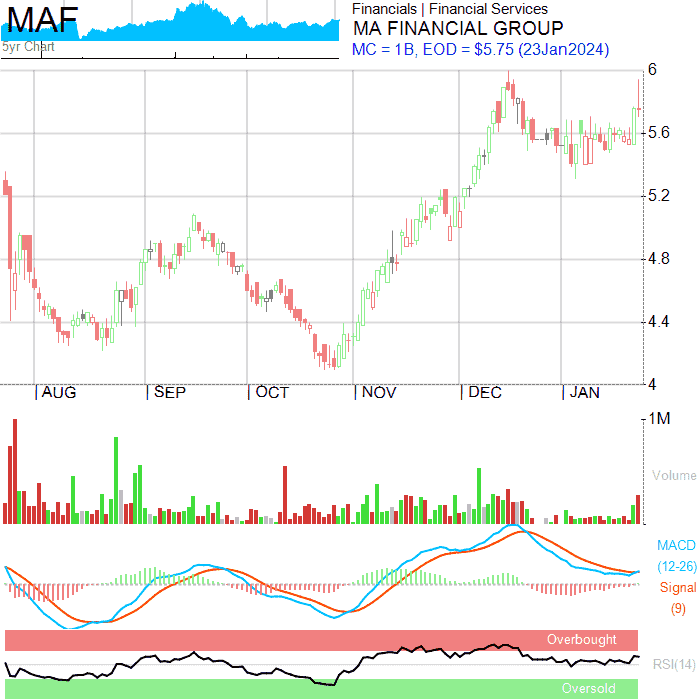 MAF
5yr Chart
Financials | Financial Services
MA FINANCIAL GROUP
MC = 1B, EOD = $5.75 (23Jan2024)
6
5.6
5.2
4.8
4.4
4
AUG SEP OCT NOV DEC JAN
1M
Volume
MACD
(12-26)
Signal
(9)
Overbought
RSI(14)
Oversold